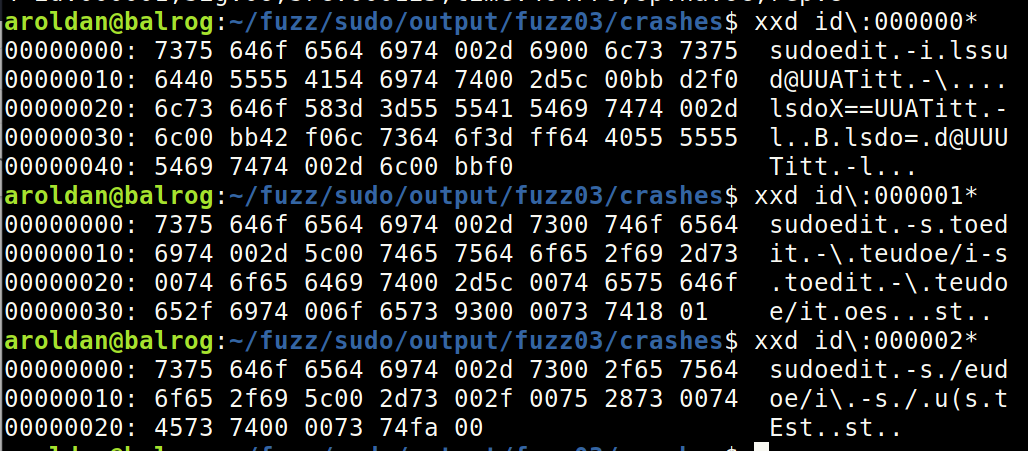 aroldan@balrog:~/fuzz/sudo/output/fuzz03/crashes$ xxd id\:000000*
00000000: 7375 646f 6564 6974 002d 6900 6c73 7375  sudoedit.-i.lssu
00000010: 6440 5555 4154 6974 7400 2d5c 00bb d2f0  d@UUATitt.-\....
00000020: 6c73 646f 583d 3d55 5541 5469 7474 002d  lsdoX==UUATitt.-
00000030: 6c00 bb42 f06c 7364 6f3d ff64 4055 5555  l..B.lsdo=.d@UUU
00000040: 5469 7474 002d 6c00 bbf0                 Titt.-l...
aroldan@balrog:~/fuzz/sudo/output/fuzz03/crashes$ xxd id\:000001*
00000000: 7375 646f 6564 6974 002d 7300 746f 6564  sudoedit.-s.toed
00000010: 6974 002d 5c00 7465 7564 6f65 2f69 2d73  it.-\.teudoe/i-s
00000020: 0074 6f65 6469 7400 2d5c 0074 6575 646f  .toedit.-\.teudo
00000030: 652f 6974 006f 6573 9300 0073 7418 01    e/it.oes...st..
aroldan@balrog:~/fuzz/sudo/output/fuzz03/crashes$ xxd id\:000002*
00000000: 7375 646f 6564 6974 002d 7300 2f65 7564  sudoedit.-s./eud
00000010: 6f65 2f69 5c00 2d73 002f 0075 2873 0074  oe/i\.-s./.u(s.t
00000020: 4573 7400 0073 74fa 00                   Est..st..